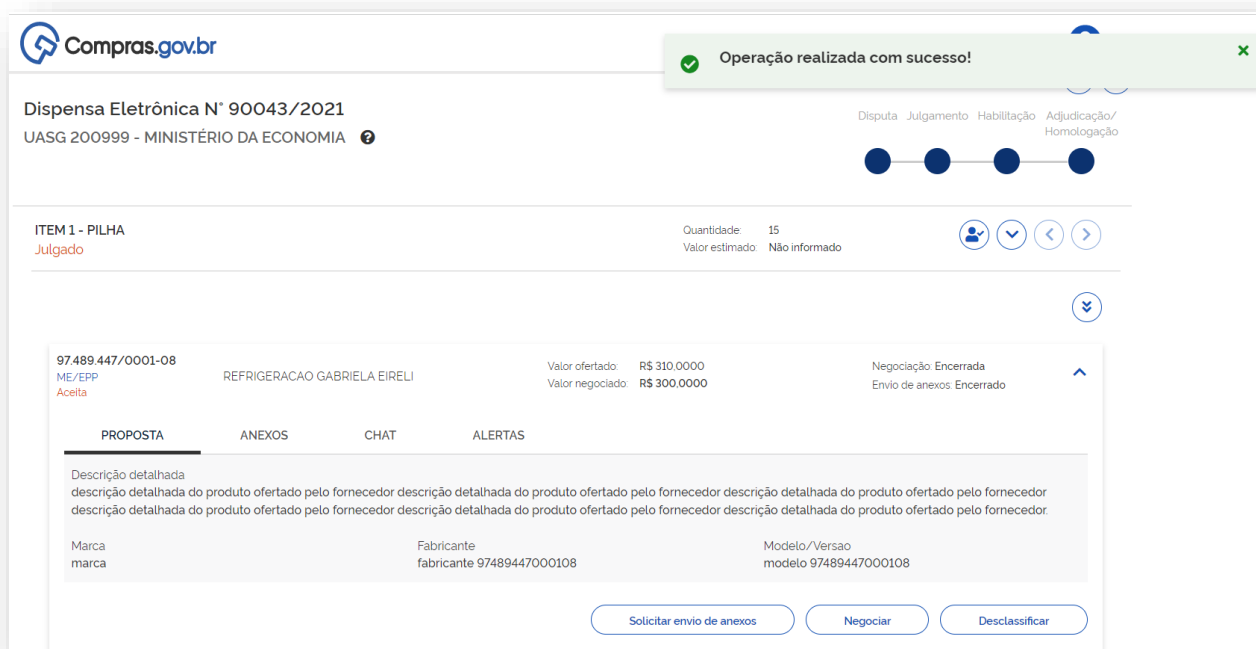 Compras.gov.br
Operação realizada com sucesso!
Dispensa Eletrônica N° 90043/2021
UASG 200999 - MINISTÉRIO DA ECONOMIA
Disputa Julgamento Habilitação Adjudicação/
Homologação
ITEM 1 - PILHA
Julgado
Quantidade: 15
Valor estimado: Não informado
97.489.447/0001-08
ME/EPP
Aceita
REFRIGERACAO GABRIELA EIRELI
Valor ofertado: R$ 310,0000
Valor negociado: R$ 300,0000
Negociação: Encerrada
Envio de anexos: Encerrado
PROPOSTA ANEXOS CHAT ALERTAS
Descrição detalhada
descrição detalhada do produto ofertado pelo fornecedor descrição detalhada do produto ofertado pelo fornecedor descrição detalhada do produto ofertado pelo fornecedor
descrição detalhada do produto ofertado pelo fornecedor descrição detalhada do produto ofertado pelo fornecedor descrição detalhada do produto ofertado pelo fornecedor.
Marca
marca
Fabricante
fabricante 97489447000108
Modelo/Versao
modelo 97489447000108
Solicitar envio de anexos Negociar Desclassificar